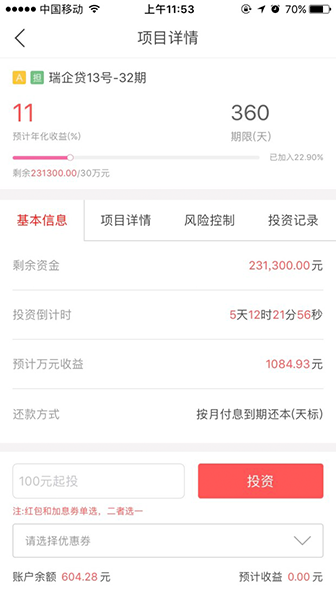 中国移动 上午11:53 70%
项目详情
A 担 瑞企贷13号-32期
11 360
预计年化收益(%) 期限(天)
已加入22.90%
剩余231300.00/30万元
基本信息 项目详情 风险控制 投资记录
剩余资金 231,300.00元
投资倒计时 5天12时21分56秒
预计万元收益 1084.93元
还款方式 按月付息到期还本(天标)
100元起投 投资
注:红包和加息券单选，二者选一
请选择优惠券
账户余额 604.28 元 预计收益 0.00 元